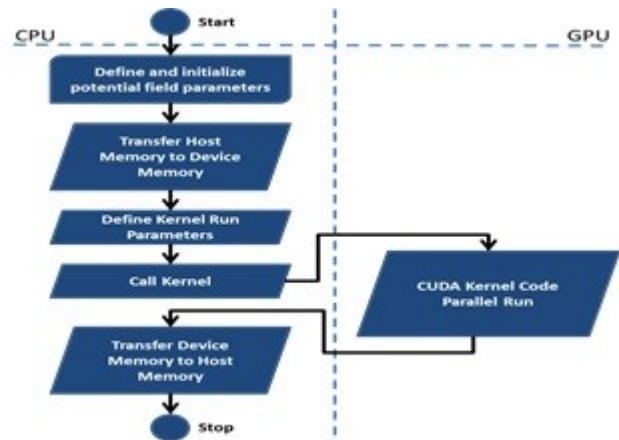 Start
CPU
GPU
Define and initialize
potential field parameters
Transfer Host
Memory to Device
Memory
Define Kernel Run
Parameters
Call Kernel
CUDA Kernel Code
Parallel Run
Transfer Device
Memory to Host
Memory
Stop